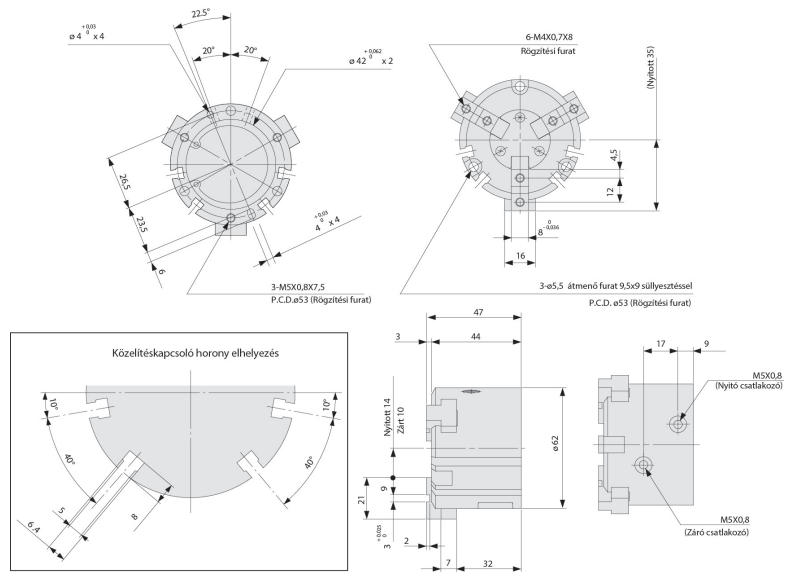 22.5°
ø 4 +0,03 0 x 4
20°
20°
ø 42 +0,062 0 x 2
26,5
23,5
6
4 +0,03 0 x 4
3-M5X0,8X7,5
P.C.D.ø53 (Rögzítési furat)
6-M4X0,7X8
Rögzítési furat
(Nyitott 35)
4,5
12
8 0 -0,036
16
3-ø5,5 átmenő furat 9,5x9 süllyesztéssel
P.C.D. ø53 (Rögzítési furat)
Közelítéskapcsoló horony elhelyezés
10°
10°
40°
40°
5
6.4
8
47
3
44
Nyitott 14
Zárt 10
ø62
9
21
3 +0,025 0
2
7
32
17
9
M5X0,8
(Nyitó csatlakozó)
M5X0,8
(Záró csatlakozó)